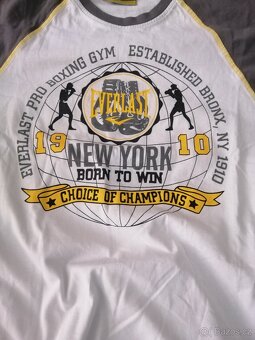 EVERLAST PRO BOXING GYM ESTABLISHED BRONX, NY 1910
EVERLAST
19 10
NEW YORK
BORN TO WIN
CHOICE OF CHAMPIONS